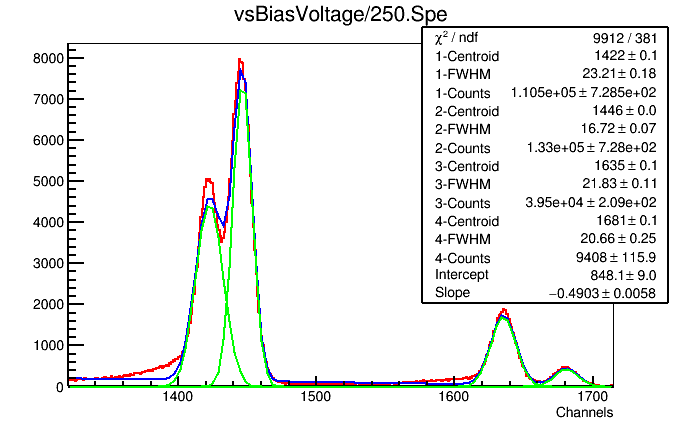 vsBiasVoltage/250.Spe
χ² / ndf 9912 / 381
1-Centroid 1422 ± 0.1
1-FWHM 23.21 ± 0.18
1-Counts 1.105e+05 ± 7.285e+02
2-Centroid 1446 ± 0.0
2-FWHM 16.72 ± 0.07
2-Counts 1.33e+05 ± 7.28e+02
3-Centroid 1635 ± 0.1
3-FWHM 21.83 ± 0.11
3-Counts 3.95e+04 ± 2.09e+02
4-Centroid 1681 ± 0.1
4-FWHM 20.66 ± 0.25
4-Counts 9408 ± 115.9
Intercept 848.1 ± 9.0
Slope −0.4903 ± 0.0058
8000
7000
6000
5000
4000
3000
2000
1000
0
1400 1500 1600 1700
Channels